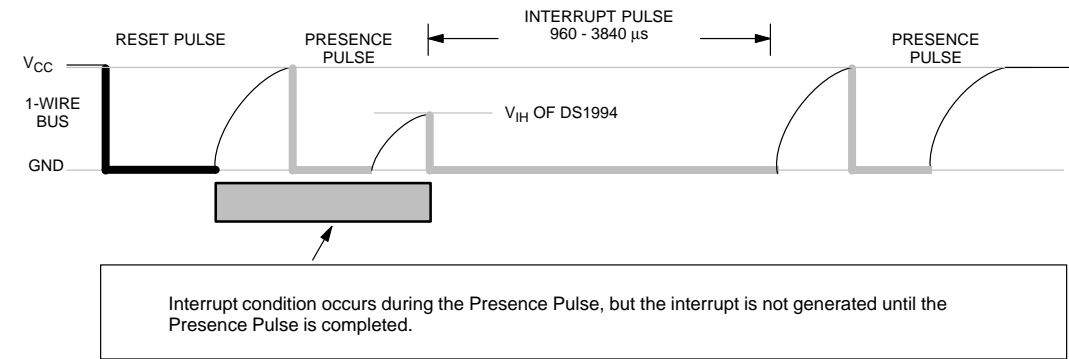 INTERRUPT PULSE
960 - 3840 μs
RESET PULSE
PRESENCE
PULSE
PRESENCE
PULSE
VCC
1-WIRE
BUS
VIH OF DS1994
GND
Interrupt condition occurs during the Presence Pulse, but the interrupt is not generated until the
Presence Pulse is completed.